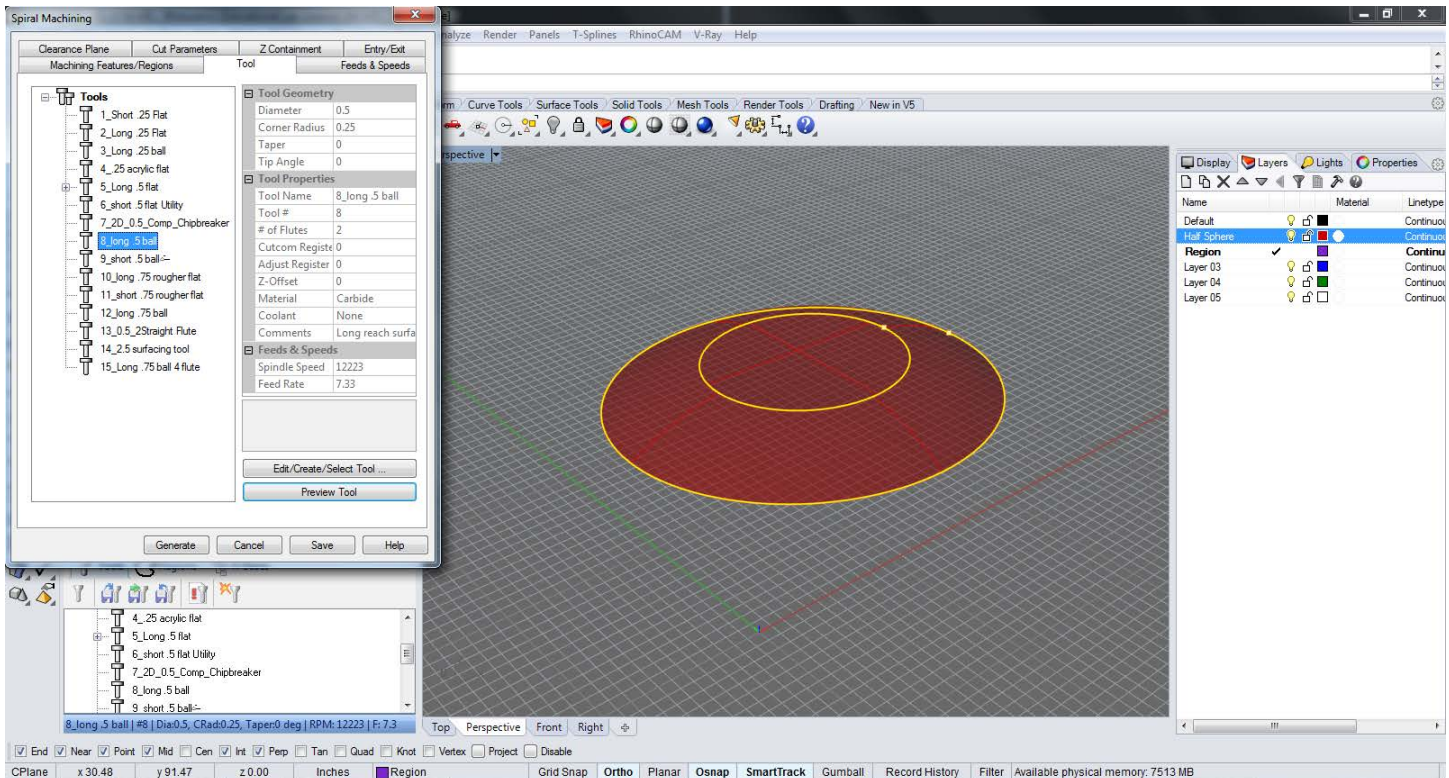 Spiral Machining
Clearance Plane Cut Parameters Z Containment Entry/Exit
Machining Features/Regions Tool Feeds & Speeds
Tools
1_Short .25 Flat
2_Long .25 Flat
3_Long .25 ball
4_.25 acrylic flat
5_Long .5 flat
6_short .5 flat Utility
7_2D_0.5_Comp_Chipbreaker
8_long .5 ball
9_short .5 ball
10_long .75 rougher flat
11_short .75 rougher flat
12_long .75 ball
13_0.5_2Straight Flute
14_2.5 surfacing tool
15_Long .75 ball 4 flute
Tool Geometry
Diameter 0.5
Corner Radius 0.25
Taper 0
Tip Angle 0
Tool Properties
Tool Name 8_long .5 ball
Tool # 8
# of Flutes 2
Cutcom Registe 0
Adjust Register 0
Z-Offset 0
Material Carbide
Coolant None
Comments Long reach surfa
Feeds & Speeds
Spindle Speed 12223
Feed Rate 7.33
Edit/Create/Select Tool ...
Preview Tool
Generate Cancel Save Help
alyze Render Panels T-Splines RhinoCAM V-Ray Help
rm Curve Tools Surface Tools Solid Tools Mesh Tools Render Tools Drafting New in V5
rspective
Display Layers Lights Properties
Name Material Linetype
Default Continuou
Half Sphere Continuou
Region Continu
Layer 03 Continuou
Layer 04 Continuou
Layer 05 Continuou
4_.25 acrylic flat
5_Long .5 flat
6_short .5 flat Utility
7_2D_0.5_Comp_Chipbreaker
8_long .5 ball
9_short .5 ball
8_long .5 ball | #8 | Dia:0.5, CRad:0.25, Taper:0 deg | RPM: 12223 | F: 7.3
Top Perspective Front Right
End Near Point Mid Cen Int Perp Tan Quad Knot Vertex Project Disable
CPlane x 30.48 y 91.47 z 0.00 Inches Region Grid Snap Ortho Planar Osnap SmartTrack Gumball Record History Filter Available physical memory: 7513 MB